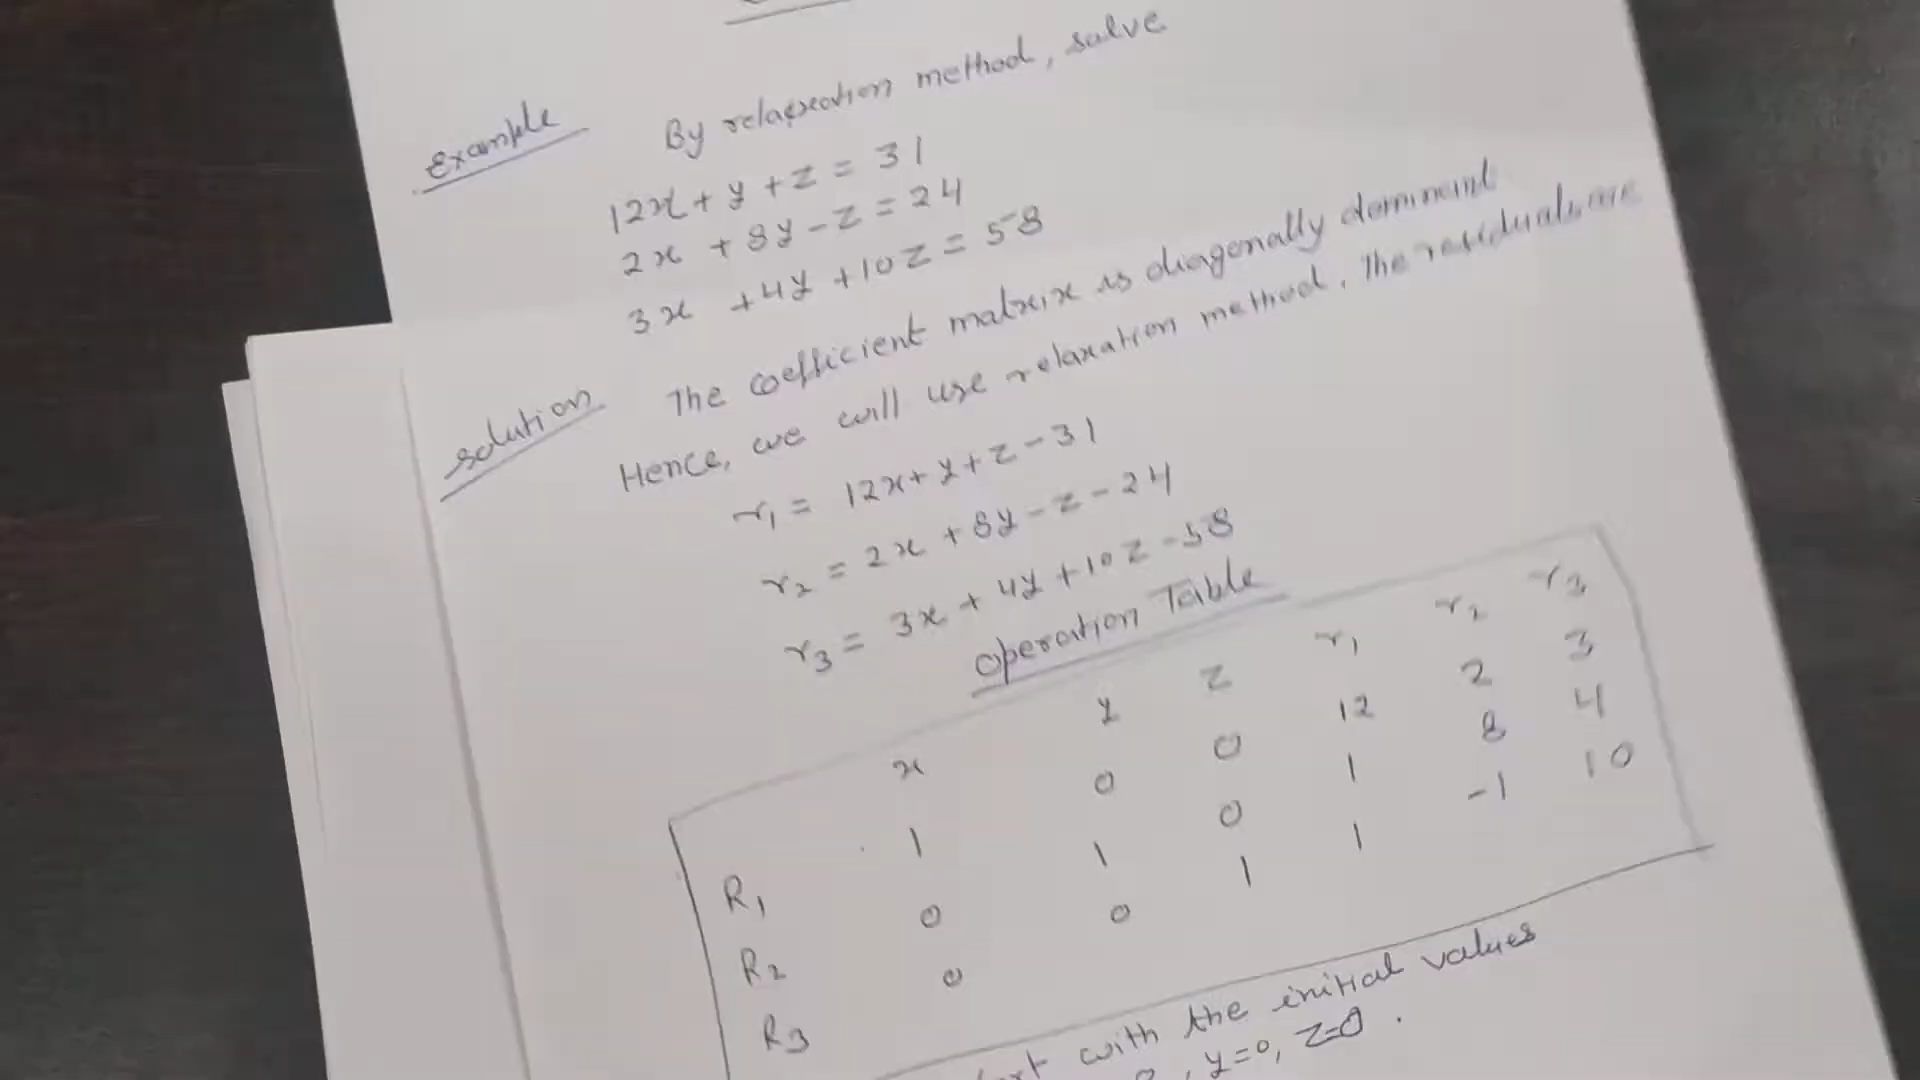 Example By relaxation method, solve
12x + y + z = 31
2x + 8y - z = 24
3x + 4y + 10z = 58
Solution The coefficient matrix is diagonally dominant
Hence, we will use relaxation method. The residuals are
r₁ = 12x + y + z - 31
r₂ = 2x + 8y - z - 24
r₃ = 3x + 4y + 10z - 58
Operation Table
x y z r₁ r₂ r₃
R₁ 1 0 0 12 2 3
R₂ 0 1 0 1 8 4
R₃ 0 0 1 1 -1 10
with the initial values
, y=0, z=0 .